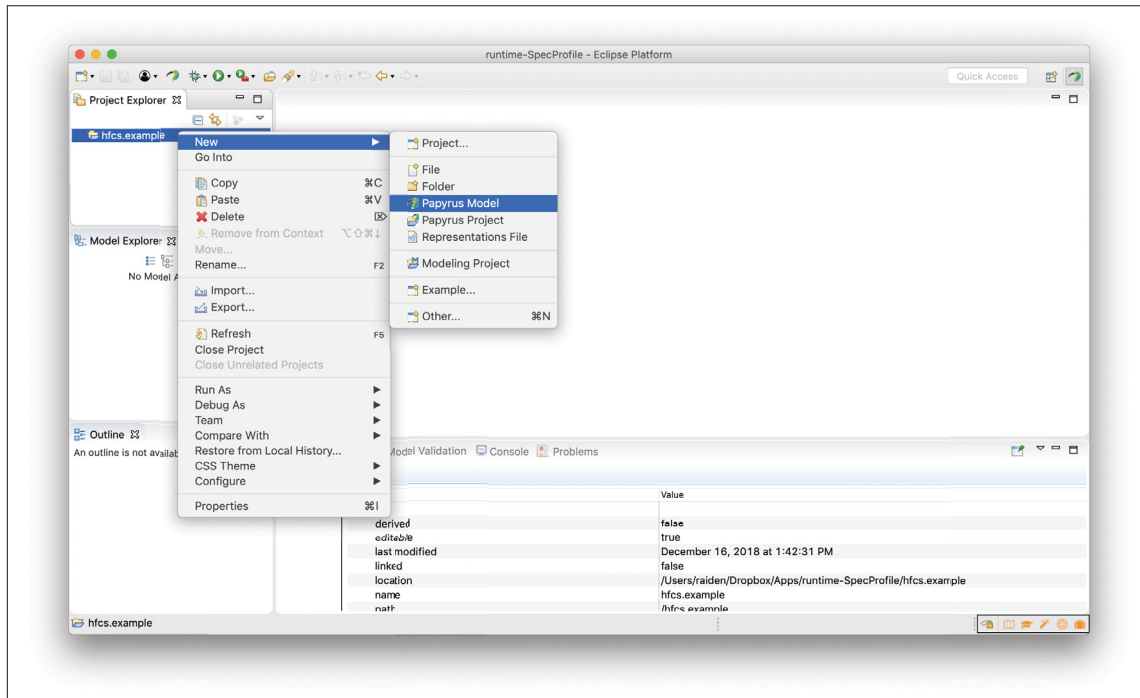 runtime-SpecProfile - Eclipse Platform
Quick Access
Project Explorer
hfcs.example
New
Go Into
Copy ⌘C
Paste ⌘V
Delete ⌦
Remove from Context ⌥⇧⌘↓
Move...
Rename... F2
Import...
Export...
Refresh F5
Close Project
Close Unrelated Projects
Run As
Debug As
Team
Compare With
Restore from Local History...
CSS Theme
Configure
Properties ⌘I
Project...
File
Folder
Papyrus Model
Papyrus Project
Representations File
Modeling Project
Example...
Other... ⌘N
Model Explorer
No Model
Outline
An outline is not
Model Validation Console Problems
Value
derived false
editable true
last modified December 16, 2018 at 1:42:31 PM
linked false
location /Users/raiden/Dropbox/Apps/runtime-SpecProfile/hfcs.example
name hfcs.example
path /hfcs.example
hfcs.example